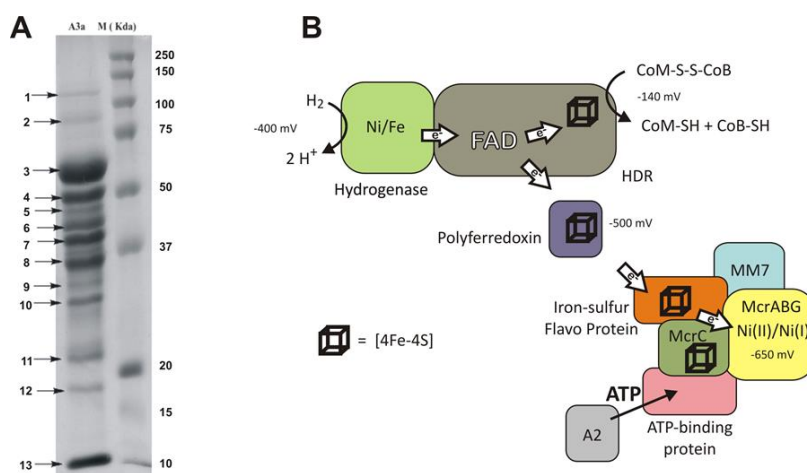 A
A3a M ( Kda)
250
150
100
75
50
37
20
15
10
1
2
3
4
5
6
7
8
9
10
11
12
13
B
H2
-400 mV
2 H+
Ni/Fe
Hydrogenase
e-
FAD
e-
e-
CoM-S-S-CoB
-140 mV
CoM-SH + CoB-SH
HDR
Polyferredoxin
-500 mV
e-
MM7
Iron-sulfur
Flavo Protein
e-
McrABG
Ni(II)/Ni(I)
-650 mV
McrC
= [4Fe-4S]
ATP
A2
ATP-binding
protein